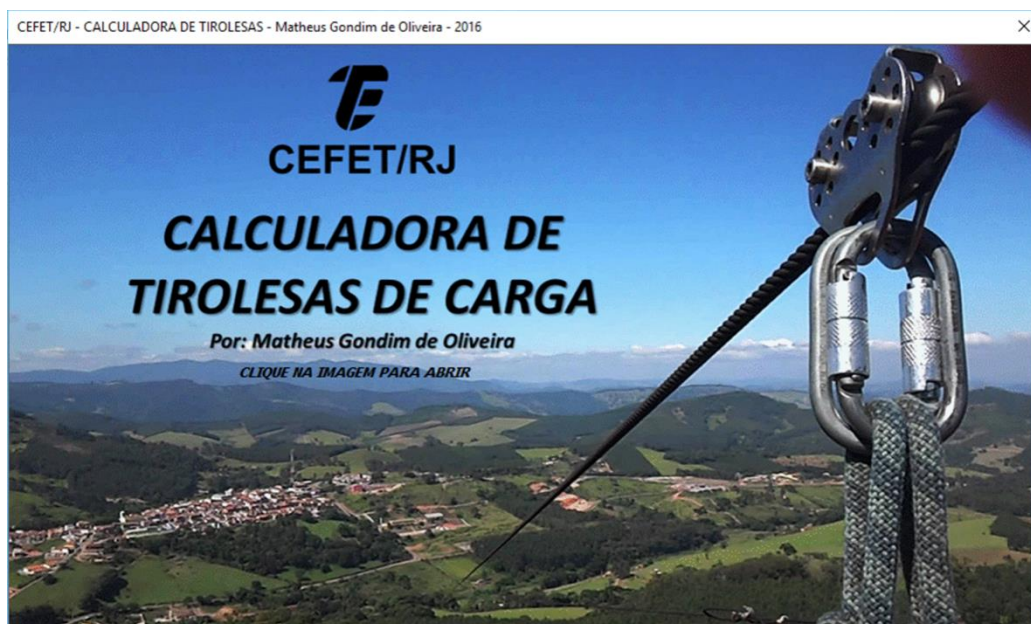 CEFET/RJ - CALCULADORA DE TIROLESAS - Matheus Gondim de Oliveira - 2016
CEFET/RJ
CALCULADORA DE
TIROLESAS DE CARGA
Por: Matheus Gondim de Oliveira
CLIQUE NA IMAGEM PARA ABRIR